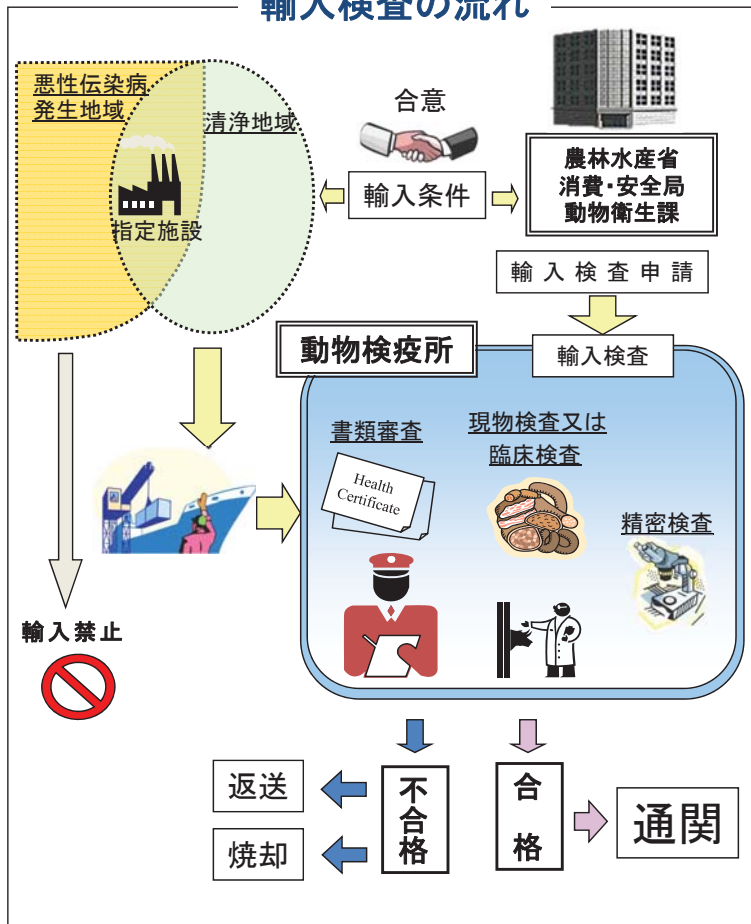 輸入検査の流れ
悪性伝染病
発生地域
清浄地域
指定施設
合意
輸入条件
農林水産省
消費・安全局
動物衛生課
輸入検査申請
動物検疫所
輸入検査
書類審査
現物検査又は
臨床検査
Health
Certificate
精密検査
輸入禁止
不合格
合格
返送
焼却
通関